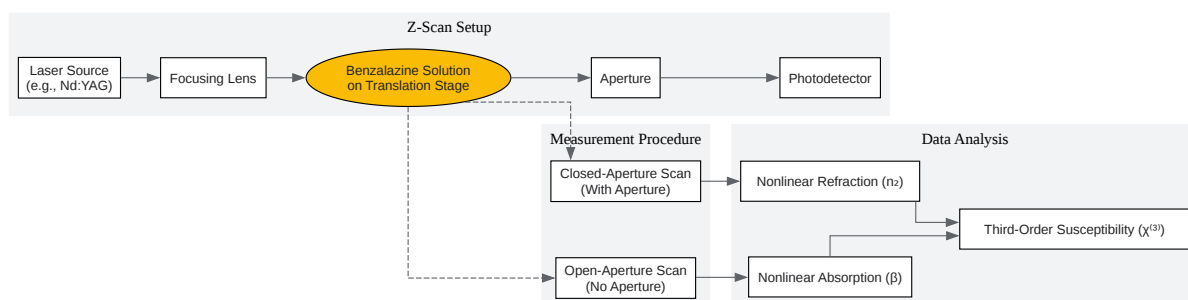 Z-Scan Setup
Laser Source
(e.g., Nd:YAG)
Focusing Lens
Benzalazine Solution
on Translation Stage
Aperture
Photodetector
Measurement Procedure
Data Analysis
Closed-Aperture Scan
(With Aperture)
Nonlinear Refraction (n₂)
Third-Order Susceptibility (χ⁽³⁾)
Open-Aperture Scan
(No Aperture)
Nonlinear Absorption (β)